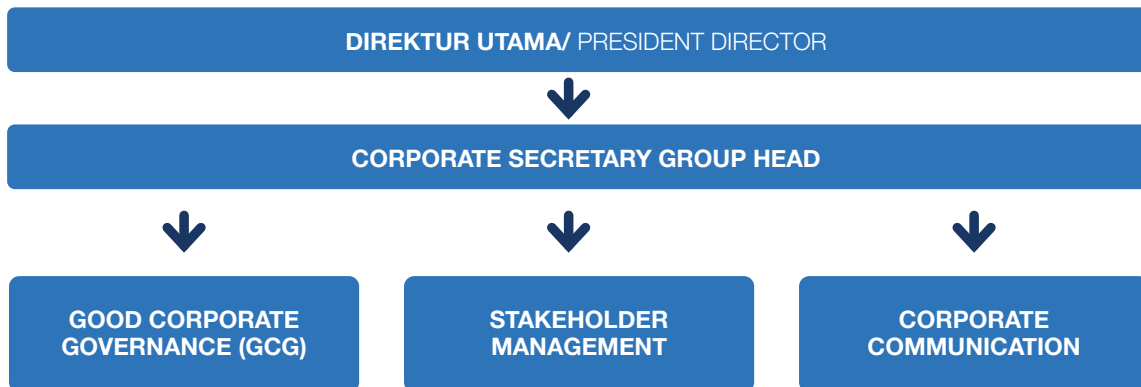 DIREKTUR UTAMA/ PRESIDENT DIRECTOR
CORPORATE SECRETARY GROUP HEAD
GOOD CORPORATE
GOVERNANCE (GCG)
STAKEHOLDER
MANAGEMENT
CORPORATE
COMMUNICATION